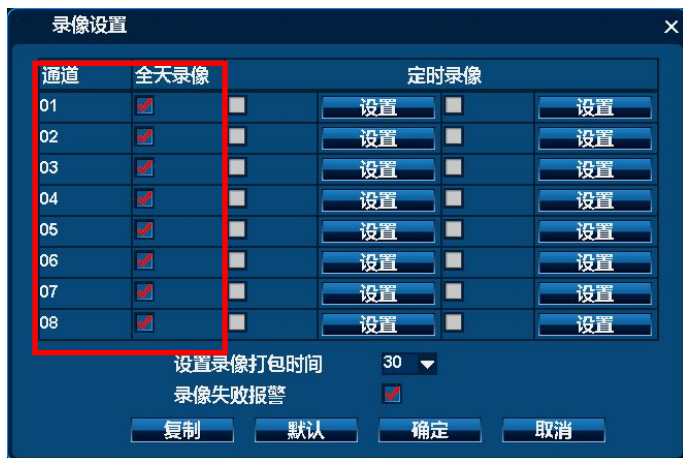 录像设置
通道 全天录像 定时录像
01 设置 设置
02 设置 设置
03 设置 设置
04 设置 设置
05 设置 设置
06 设置 设置
07 设置 设置
08 设置 设置
设置录像打包时间 30
录像失败报警
复制 默认 确定 取消